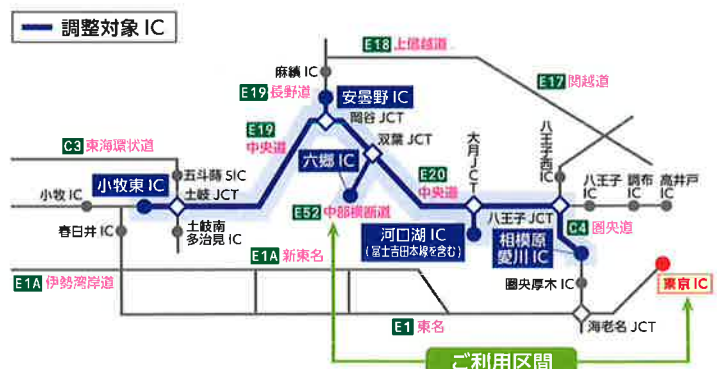 調整対象 IC
E18 上信越道
麻績 IC
E17 関越道
E19 長野道
安曇野 IC
岡谷 JCT
E19
中央道
双葉 JCT
大月JCT
八王子西IC
C3 東海環状道
六郷 IC
五斗蒔 SIC
E20
中央道
八王子
IC
調布
IC
高井戸
IC
小牧東 IC
土岐 JCT
小牧 IC
E52 中部横断道
八王子 JCT
土岐南
多治見 IC
春日井 IC
河口湖 IC
(富士吉田本線を含む)
C4 圏央道
相模原
愛川 IC
E1A 新東名
E1A 伊勢湾岸道
圏央厚木 IC
東京 IC
E1 東名
海老名 JCT
ご利用区間